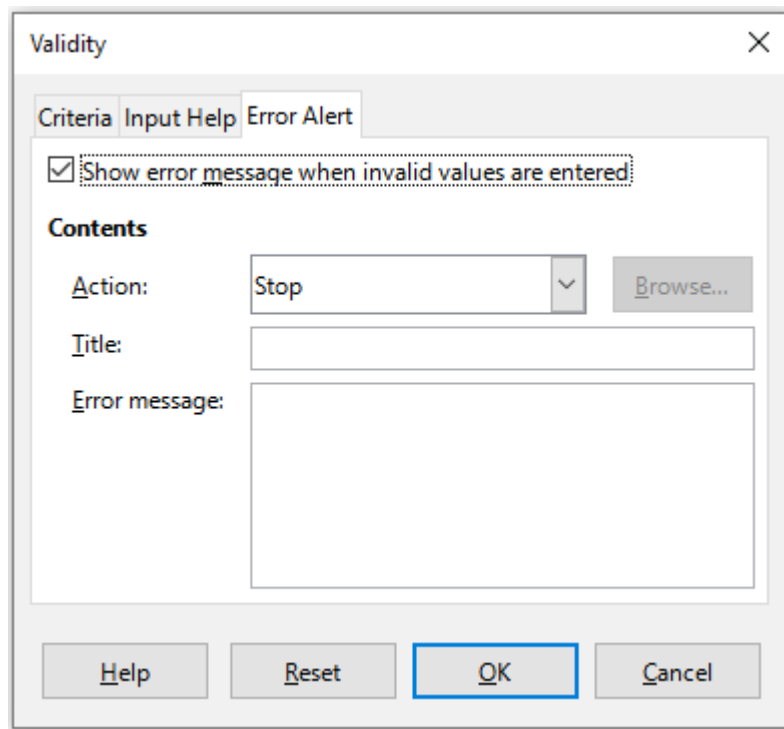 Validity
Criteria Input Help Error Alert
Show error message when invalid values are entered
Contents
Action: Stop Browse...
Title:
Error message:
Help Reset OK Cancel